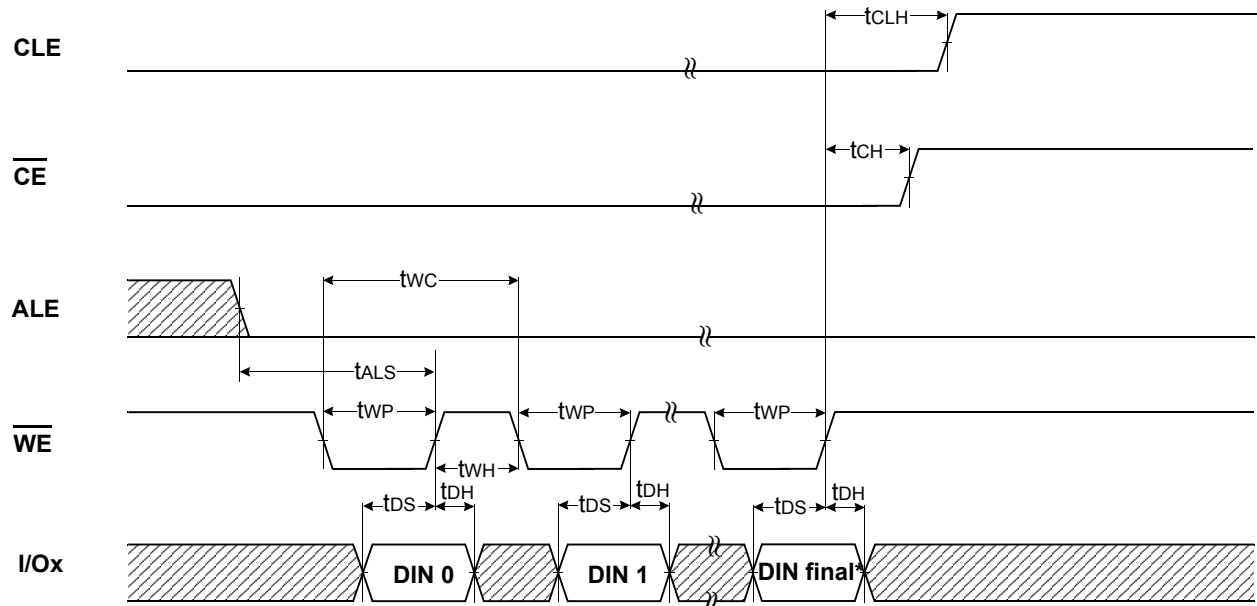 tCLH
CLE
tCH
CE
tWC
ALE
tALS
tWP tWP tWP
WE
tWH
tDS tDH tDS tDH tDS tDH
I/Ox DIN 0 DIN 1 DIN final*